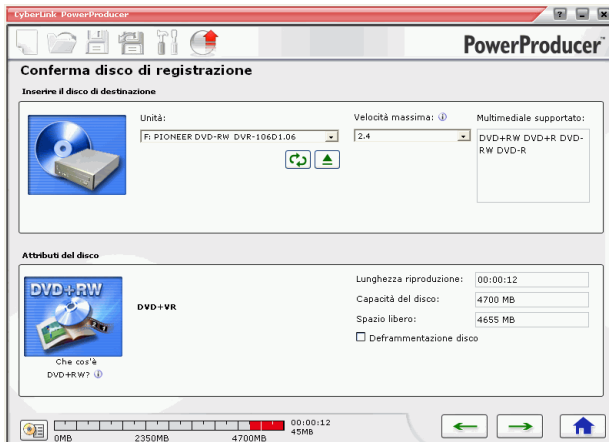 CyberLink PowerProducer
PowerProducer™
Conferma disco di registrazione
Inserire il disco di destinazione
Unità:
Velocità massima:
Multimediale supportato:
F: PIONEER DVD-RW DVR-106D1.06
2.4
DVD+RW DVD+R DVD-
RW DVD-R
Attributi del disco
DVD+RW
DVD+VR
Che cos'è
DVD+RW?
Lunghezza riproduzione: 00:00:12
Capacità del disco: 4700 MB
Spazio libero: 4655 MB
Deframmentazione disco
00:00:12
45MB
0MB 2350MB 4700MB